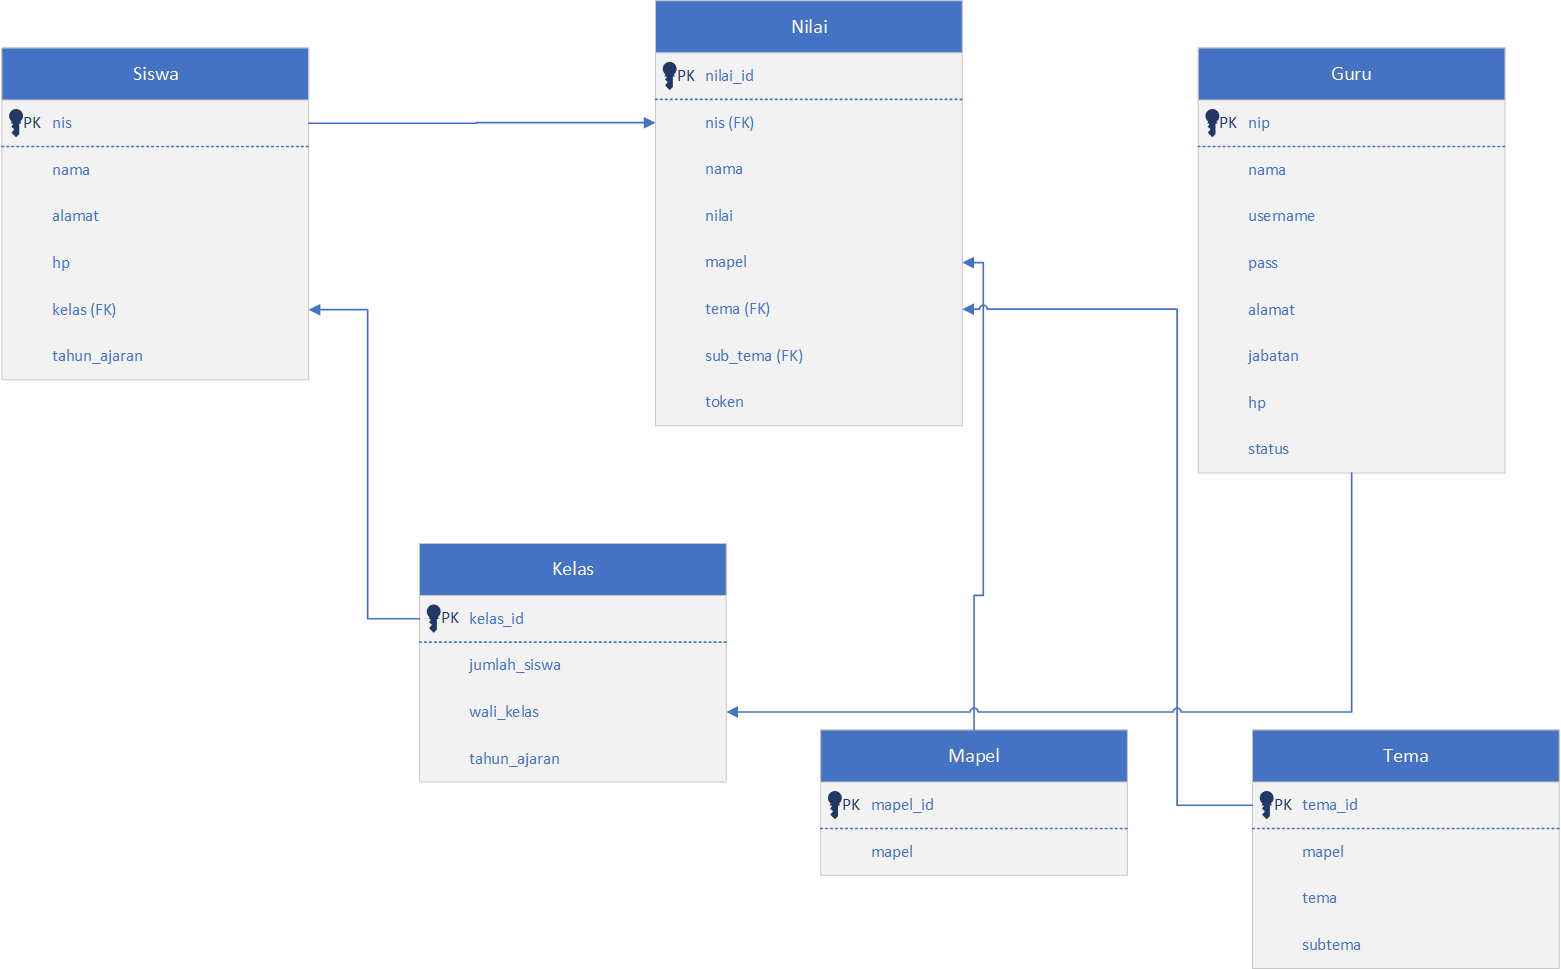 Siswa
PK nis
nama
alamat
hp
kelas (FK)
tahun_ajaran
Nilai
PK nilai_id
nis (FK)
nama
nilai
mapel
tema (FK)
sub_tema (FK)
token
Guru
PK nip
nama
username
pass
alamat
jabatan
hp
status
Kelas
PK kelas_id
jumlah_siswa
wali_kelas
tahun_ajaran
Mapel
PK mapel_id
mapel
Tema
PK tema_id
mapel
tema
subtema